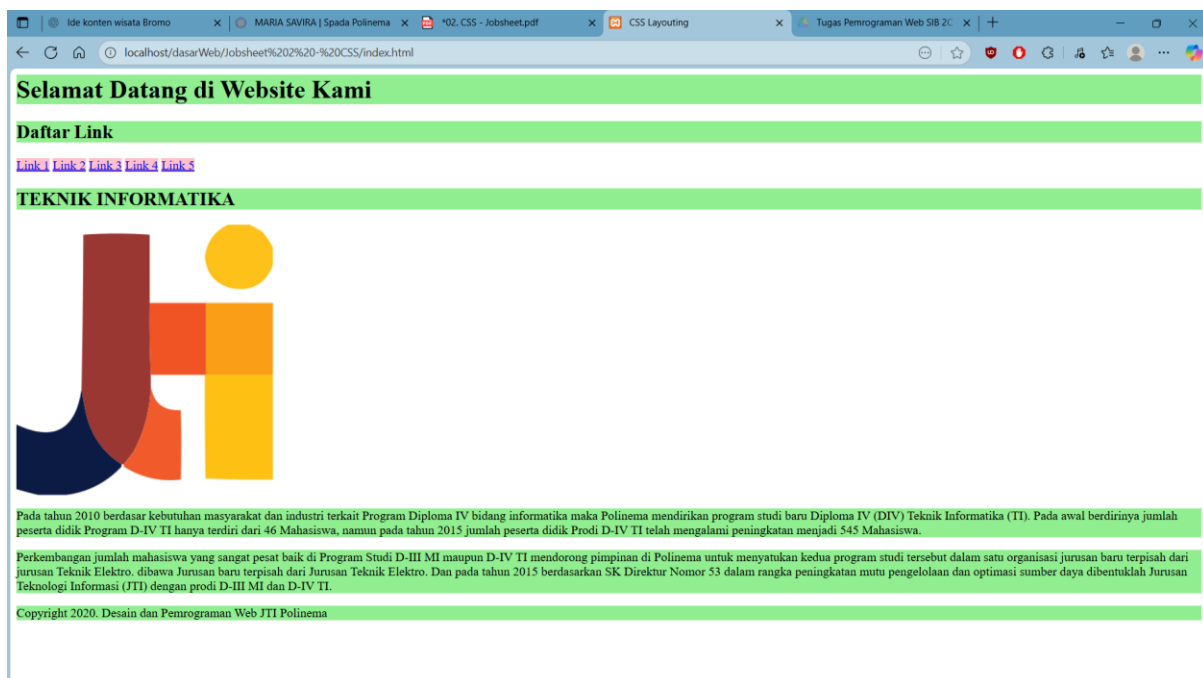 Ide konten wisata Bromo
MARIA SAVIRA | Spada Polinema
*02. CSS - Jobsheet.pdf
CSS Layouting
Tugas Pemrograman Web SIB 2C
localhost/dasarWeb/Jobsheet%202%20-%20CSS/index.html
Selamat Datang di Website Kami
Daftar Link
Link 1 Link 2 Link 3 Link 4 Link 5
TEKNIK INFORMATIKA
Jti
Pada tahun 2010 berdasar kebutuhan masyarakat dan industri terkait Program Diploma IV bidang informatika maka Polinema mendirikan program studi baru Diploma IV (DIV) Teknik Informatika (TI). Pada awal berdirinya jumlah
peserta didik Program D-IV TI hanya terdiri dari 46 Mahasiswa, namun pada tahun 2015 jumlah peserta didik Prodi D-IV TI telah mengalami peningkatan menjadi 545 Mahasiswa.
Perkembangan jumlah mahasiswa yang sangat pesat baik di Program Studi D-III MI maupun D-IV TI mendorong pimpinan di Polinema untuk menyatukan kedua program studi tersebut dalam satu organisasi jurusan baru terpisah dari
jurusan Teknik Elektro. dibawa Jurusan baru terpisah dari Jurusan Teknik Elektro. Dan pada tahun 2015 berdasarkan SK Direktur Nomor 53 dalam rangka peningkatan mutu pengelolaan dan optimasi sumber daya dibentuklah Jurusan
Teknologi Informasi (JTI) dengan prodi D-III MI dan D-IV TI.
Copyright 2020. Desain dan Pemrograman Web JTI Polinema